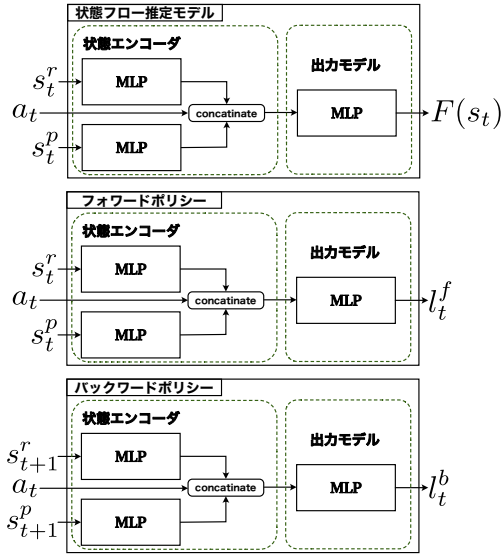 状態フロー推定モデル
状態エンコーダ
出力モデル
s_t^r
MLP
a_t
concatinate
MLP
F(s_t)
s_t^p
MLP
フォワードポリシー
状態エンコーダ
出力モデル
s_t^r
MLP
a_t
concatinate
MLP
l_t^f
s_t^p
MLP
バックワードポリシー
状態エンコーダ
出力モデル
s_{t+1}^r
MLP
a_t
concatinate
MLP
l_t^b
s_{t+1}^p
MLP